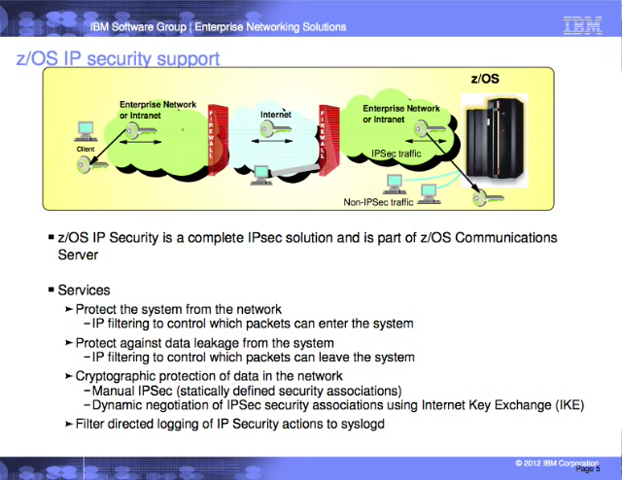 IBM Software Group | Enterprise Networking Solutions
IBM
z/OS IP security support
z/OS
Enterprise Network
or Intranet
Internet
Enterprise Network
or Intranet
FIREWALL
FIREWALL
Client
IPSec traffic
Non-IPSec traffic
▪ z/OS IP Security is a complete IPsec solution and is part of z/OS Communications
Server
▪ Services
➤Protect the system from the network
–IP filtering to control which packets can enter the system
➤Protect against data leakage from the system
–IP filtering to control which packets can leave the system
➤Cryptographic protection of data in the network
–Manual IPSec (statically defined security associations)
–Dynamic negotiation of IPSec security associations using Internet Key Exchange (IKE)
➤Filter directed logging of IP Security actions to syslogd
© 2012 IBM Corporation
Page 5